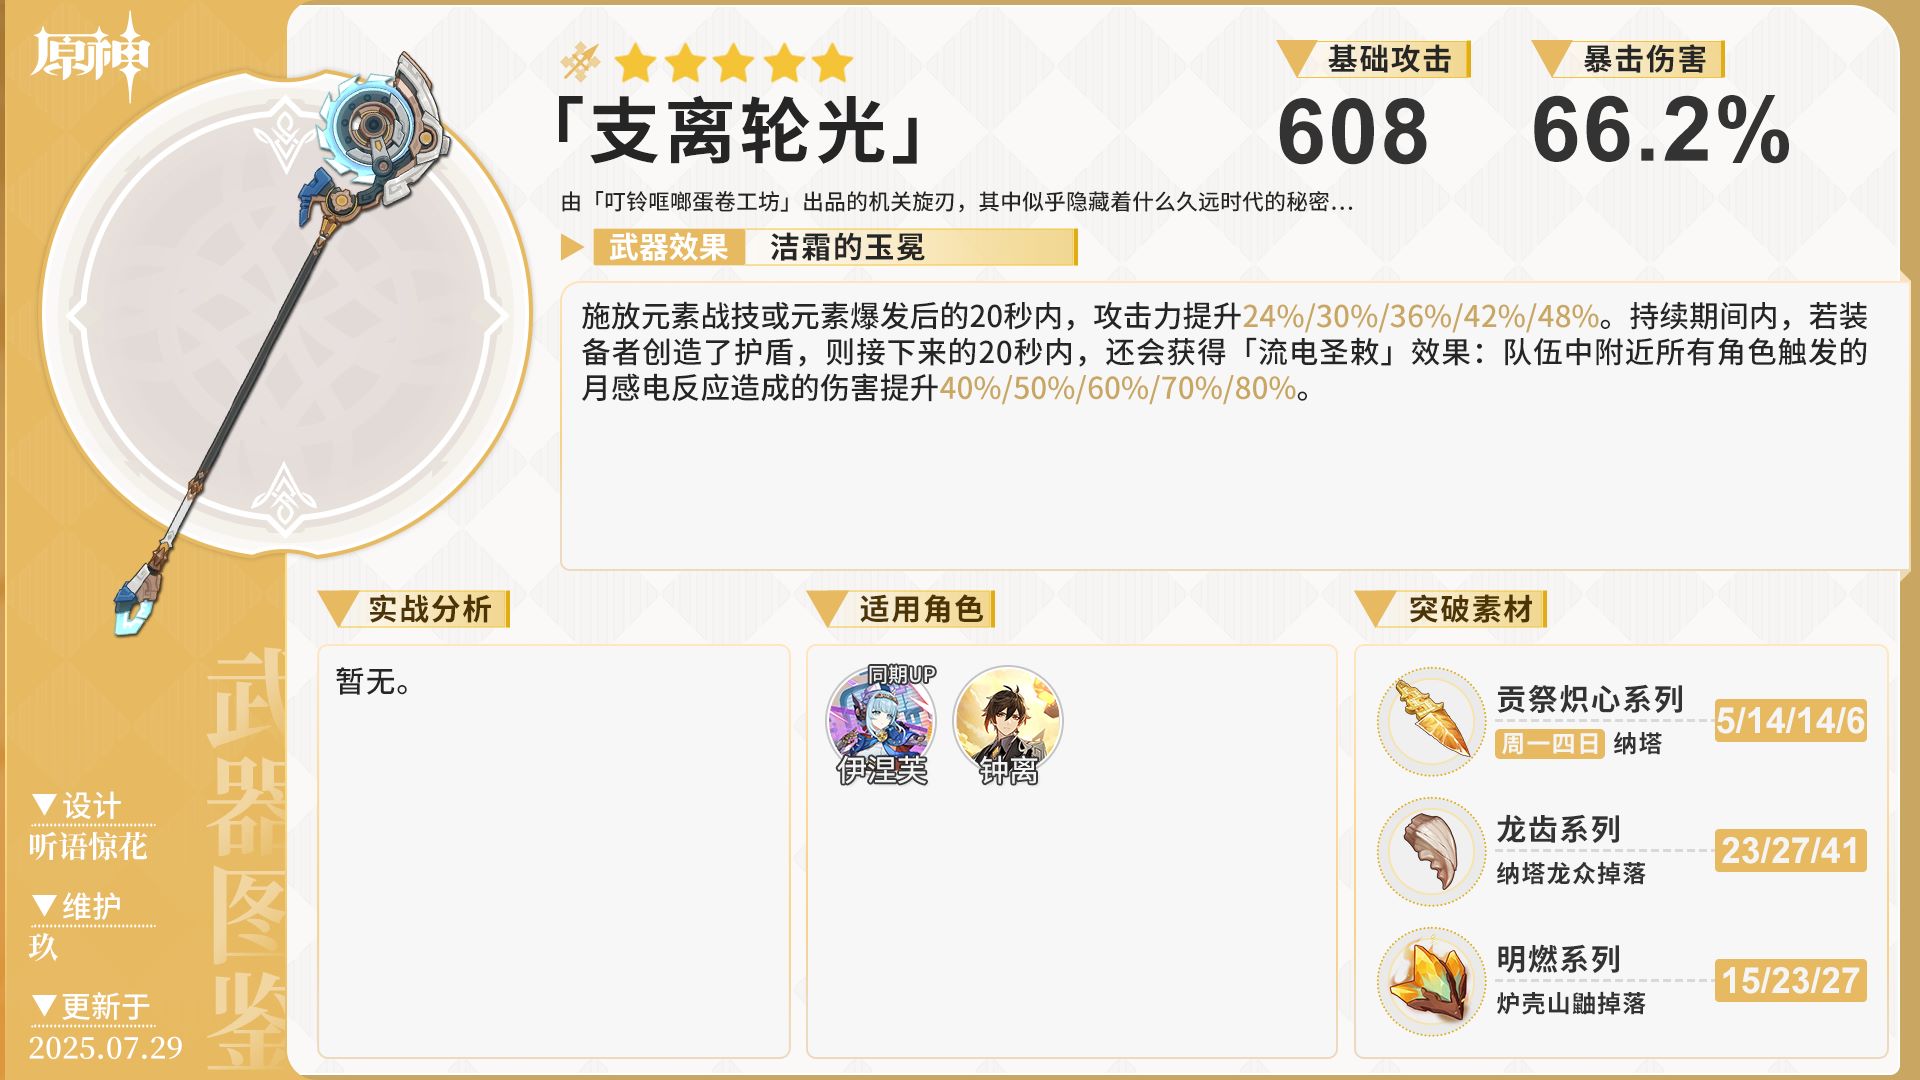 原神
「支离轮光」
基础攻击
608
暴击伤害
66.2%
由「叮铃哐啷蛋卷工坊」出品的机关旋刃，其中似乎隐藏着什么久远时代的秘密…
武器效果
洁霜的玉冕
施放元素战技或元素爆发后的20秒内，攻击力提升24%/30%/36%/42%/48%。持续期间内，若装
备者创造了护盾，则接下来的20秒内，还会获得「流电圣敕」效果：队伍中附近所有角色触发的
月感电反应造成的伤害提升40%/50%/60%/70%/80%。
实战分析
暂无。
适用角色
同期UP
伊涅芙
钟离
突破素材
贡祭炽心系列
周一四日 纳塔
5/14/14/6
龙齿系列
纳塔龙众掉落
23/27/41
明燃系列
炉壳山鼬掉落
15/23/27
武器图鉴
▼设计
听语惊花
▼维护
玖
▼更新于
2025.07.29